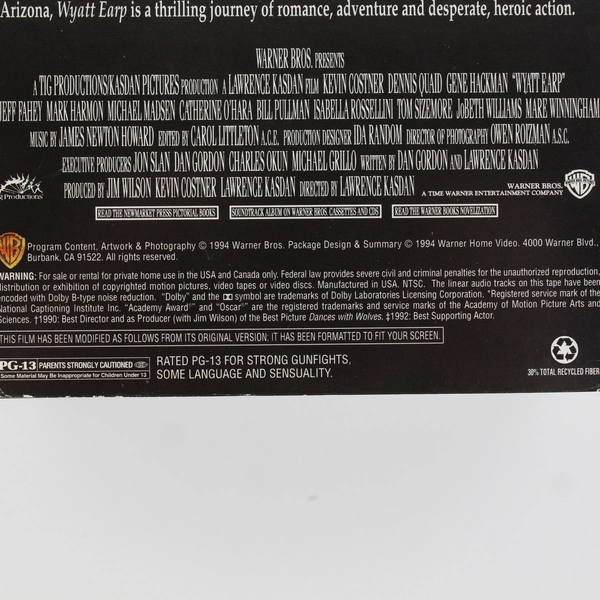 Arizona, Wyatt Earp is a thrilling journey of romance, adventure and desperate, heroic action.
WARNER BROS. PRESENTS
A TIG PRODUCTIONS/KASDAN PICTURES PRODUCTION A LAWRENCE KASDAN FILM KEVIN COSTNER DENNIS QUAID GENE HACKMAN "WYATT EARP"
JEFF FAHEY MARK HARMON MICHAEL MADSEN CATHERINE O'HARA BILL PULLMAN ISABELLA ROSSELLINI TOM SIZEMORE JoBETH WILLIAMS MARE WINNINGHAM
MUSIC BY JAMES NEWTON HOWARD EDITED BY CAROL LITTLETON A.C.E. PRODUCTION DESIGNER IDA RANDOM DIRECTOR OF PHOTOGRAPHY OWEN ROIZMAN A.S.C.
EXECUTIVE PRODUCERS JON SLAN DAN GORDON CHARLES OKUN MICHAEL GRILLO WRITTEN BY DAN GORDON AND LAWRENCE KASDAN
PRODUCED BY JIM WILSON KEVIN COSTNER LAWRENCE KASDAN DIRECTED BY LAWRENCE KASDAN
Productions
WARNER BROS.
A TIME WARNER ENTERTAINMENT COMPANY
READ THE NEWMARKET PRESS PICTORIAL BOOKS SOUNDTRACK ALBUM ON WARNER BROS. CASSETTES AND CDS READ THE WARNER BOOKS NOVELIZATION
Program Content, Artwork & Photography © 1994 Warner Bros. Package Design & Summary © 1994 Warner Home Video. 4000 Warner Blvd.,
Burbank, CA 91522. All rights reserved.
WARNING: For sale or rental for private home use in the USA and Canada only. Federal law provides severe civil and criminal penalties for the unauthorized reproduction,
distribution or exhibition of copyrighted motion pictures, video tapes or video discs. Manufactured in USA. NTSC. The linear audio tracks on this tape have been
encoded with Dolby B-type noise reduction. "Dolby" and the symbol are trademarks of Dolby Laboratories Licensing Corporation. *Registered service mark of the
National Captioning Institute Inc. "Academy Award®" and "Oscar®" are the registered trademarks and service marks of the Academy of Motion Picture Arts and
Sciences. †1990: Best Director and as Producer (with Jim Wilson) of the Best Picture Dances with Wolves. ‡1992: Best Supporting Actor.
THIS FILM HAS BEEN MODIFIED AS FOLLOWS FROM ITS ORIGINAL VERSION: IT HAS BEEN FORMATTED TO FIT YOUR SCREEN.
PG-13 PARENTS STRONGLY CAUTIONED
Some Material May Be Inappropriate for Children Under 13
RATED PG-13 FOR STRONG GUNFIGHTS,
SOME LANGUAGE AND SENSUALITY.
30% TOTAL RECYCLED FIBER